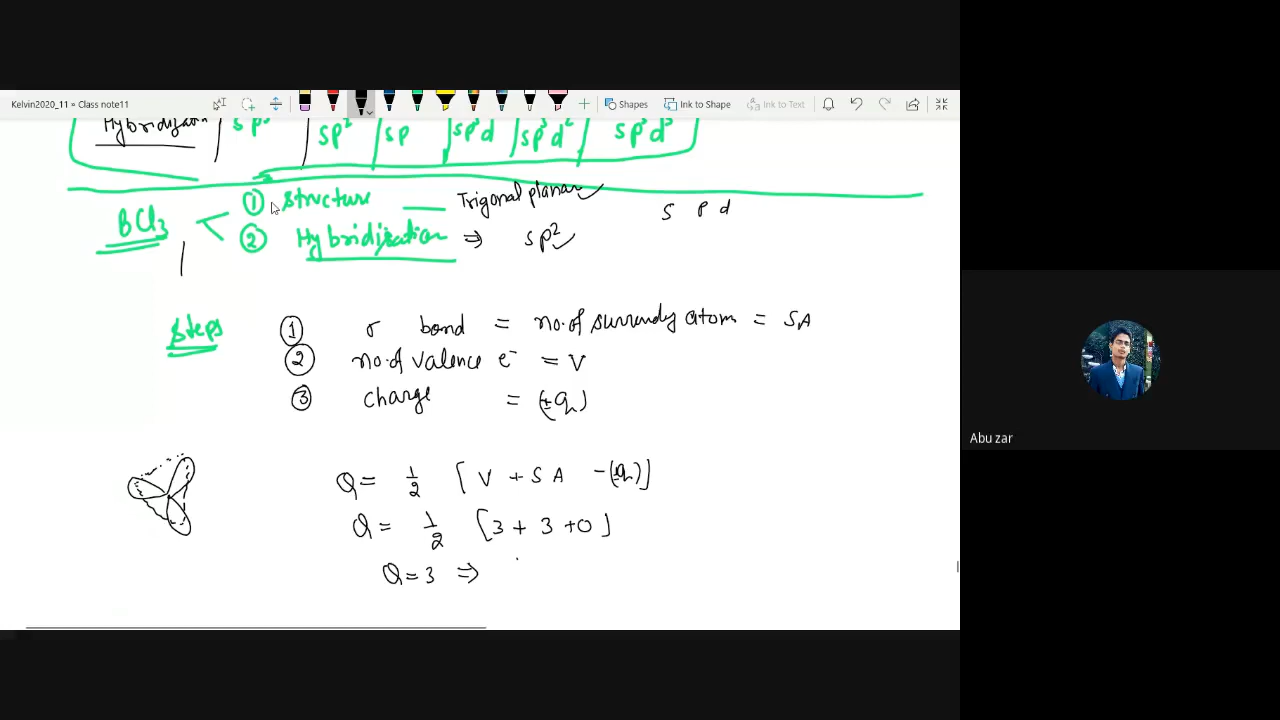 Kelvin2020_11 » Class note11
Shapes
Ink to Shape
Ink to Text
Hybridization | sp³ | sp² | sp | sp³d | sp³d² | sp³d³
BCl₃ < ① Structure — Trigonal planar ✓
s p d
② Hybridization ⇒ sp² ✓
Steps ① σ bond = no. of surrundy atom = SA
② no. of valence e⁻ = V
③ charge = (±q)
Q = 1/2 [V + SA -(±q)]
Q = 1/2 [3 + 3 + 0]
Q = 3 ⇒
Abu zar